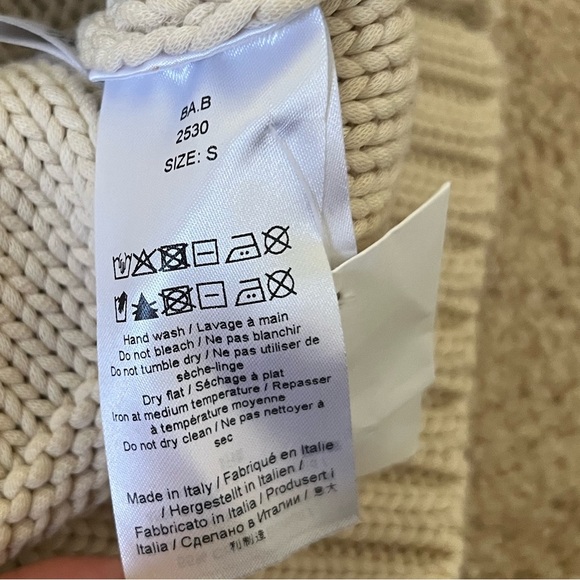 BA.B
2530
SIZE: S
Hand wash / Lavage à main
Do not bleach / Ne pas blanchir
Do not tumble dry / Ne pas utiliser de
sèche-linge
Dry flat / Séchage à plat
Iron at medium temperature / Repasser
à température moyenne
Do not dry clean / Ne pas nettoyer à
sec
Made in Italy / Fabriqué en Italie
/ Hergestellt in Italien /
Fabbricato in Italia / Produsert i
Italia / Сделано в Италии / 意大
利制造